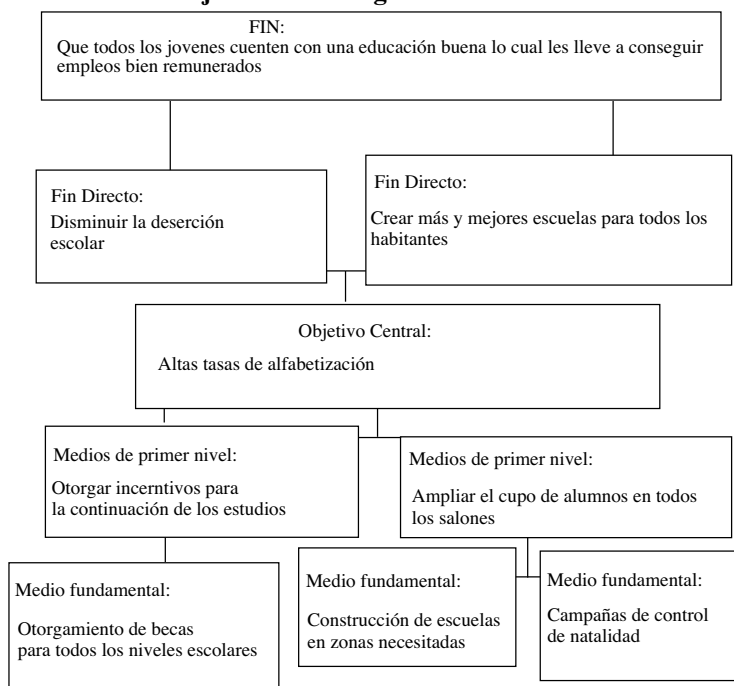 FIN:
Que todos los jovenes cuenten con una educación buena lo cual les lleve a conseguir
empleos bien remunerados
Fin Directo:
Disminuir la deserción
escolar
Fin Directo:
Crear más y mejores escuelas para todos los
habitantes
Objetivo Central:
Altas tasas de alfabetización
Medios de primer nivel:
Otorgar incerntivos para
la continuación de los estudios
Medios de primer nivel:
Ampliar el cupo de alumnos en todos
los salones
Medio fundamental:
Otorgamiento de becas
para todos los niveles escolares
Medio fundamental:
Construcción de escuelas
en zonas necesitadas
Medio fundamental:
Campañas de control
de natalidad